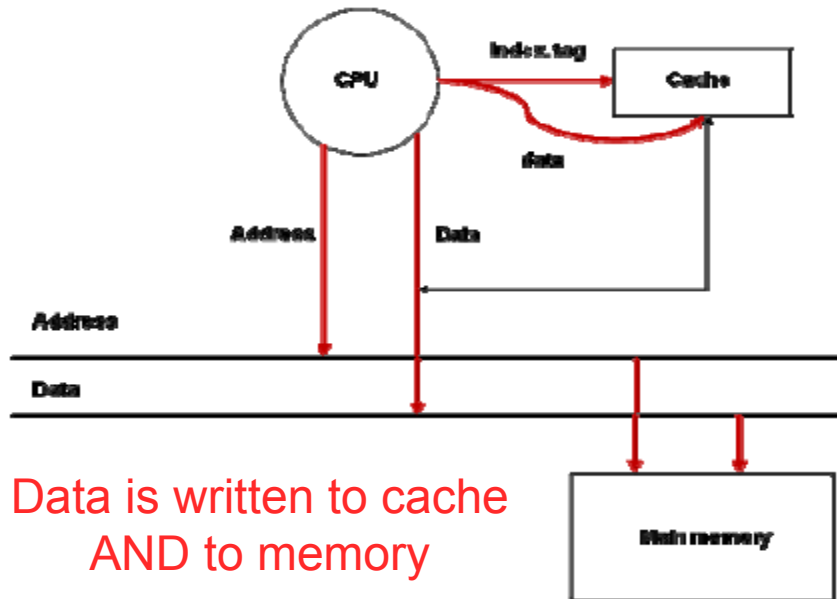 Index.tag
CPU
Cache
data
Address
Data
Address
Data
Data is written to cache
AND to memory
Main memory